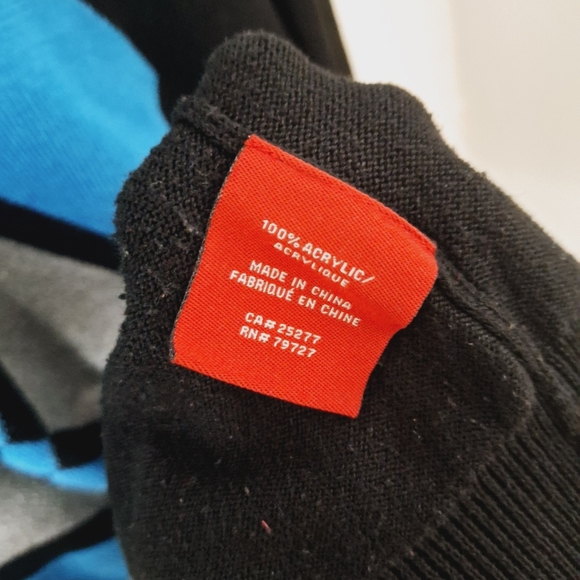 100% ACRYLIC/
ACRYLIQUE
MADE IN CHINA
FABRIQUÉ EN CHINE
CA# 25277
RN# 79727